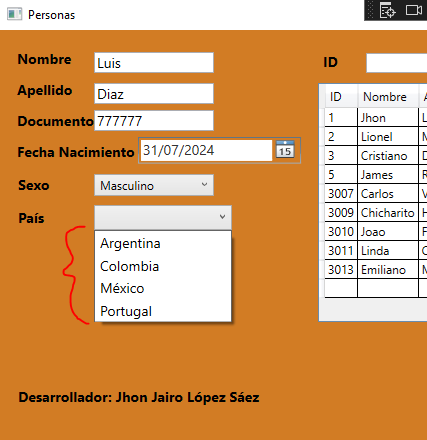 Personas
Nombre Luis
Apellido Diaz
Documento 777777
Fecha Nacimiento 31/07/2024 15
Sexo Masculino
País
Argentina
Colombia
México
Portugal
ID
ID Nombre
1 Jhon L
2 Lionel M
3 Cristiano D
5 James R
3007 Carlos V
3009 Chicharito H
3010 Joao F
3011 Linda
3013 Emiliano M
Desarrollador: Jhon Jairo López Sáez